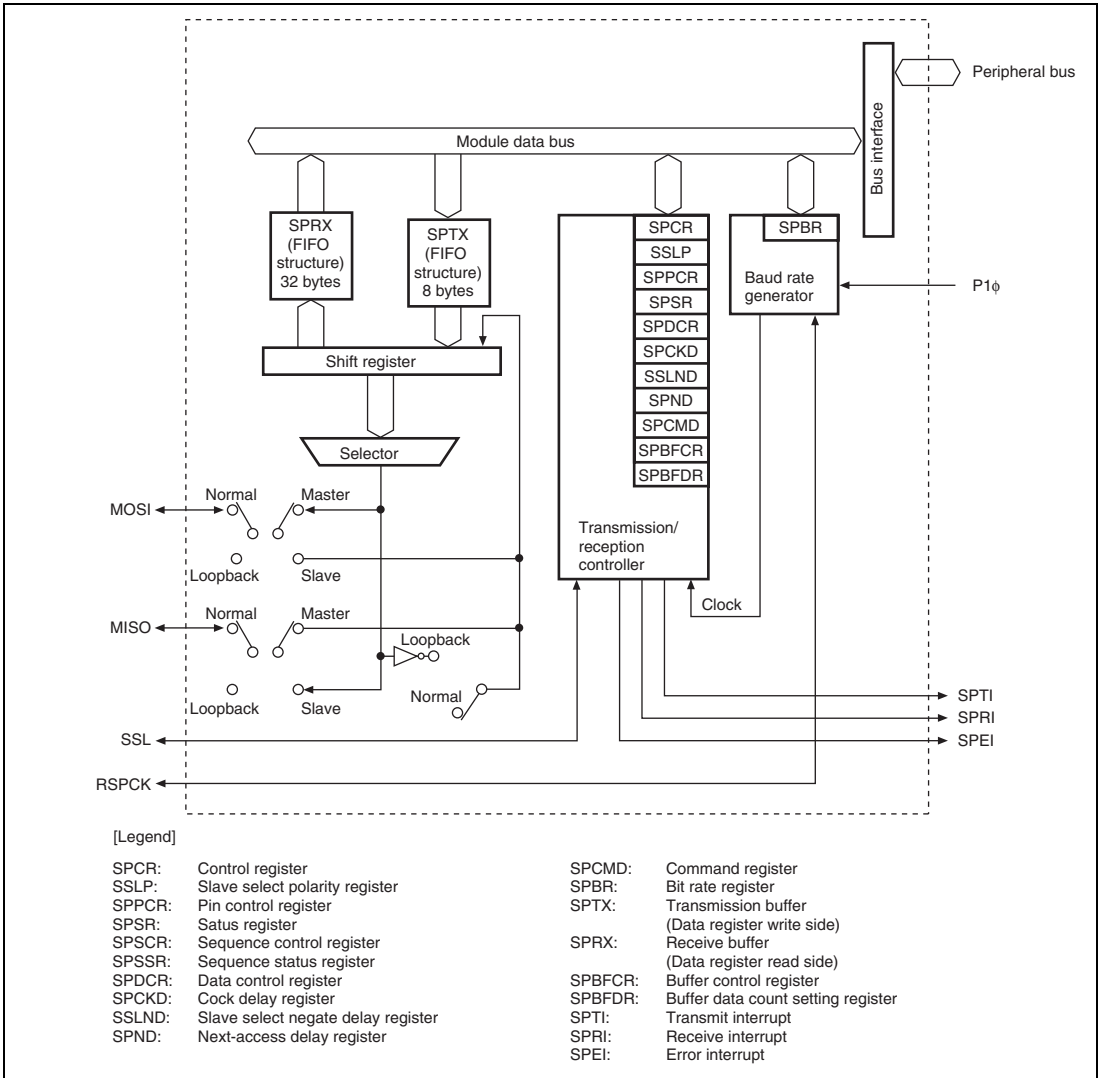 Peripheral bus
Bus interface
Module data bus
SPRX
(FIFO
structure)
32 bytes
SPTX
(FIFO
structure)
8 bytes
SPCR
SSLP
SPPCR
SPSR
SPDCR
SPCKD
SSLND
SPND
SPCMD
SPBFCR
SPBFDR
Transmission/
reception
controller
SPBR
Baud rate
generator
P1ϕ
Shift register
Selector
Clock
MOSI
Normal
Master
Loopback
Slave
MISO
Normal
Master
Loopback
Loopback
Slave
Normal
SSL
RSPCK
SPTI
SPRI
SPEI
[Legend]
SPCR: Control register
SSLP: Slave select polarity register
SPPCR: Pin control register
SPSR: Satus register
SPSCR: Sequence control register
SPSSR: Sequence status register
SPDCR: Data control register
SPCKD: Cock delay register
SSLND: Slave select negate delay register
SPND: Next-access delay register
SPCMD: Command register
SPBR: Bit rate register
SPTX: Transmission buffer
(Data register write side)
SPRX: Receive buffer
(Data register read side)
SPBFCR: Buffer control register
SPBFDR: Buffer data count setting register
SPTI: Transmit interrupt
SPRI: Receive interrupt
SPEI: Error interrupt